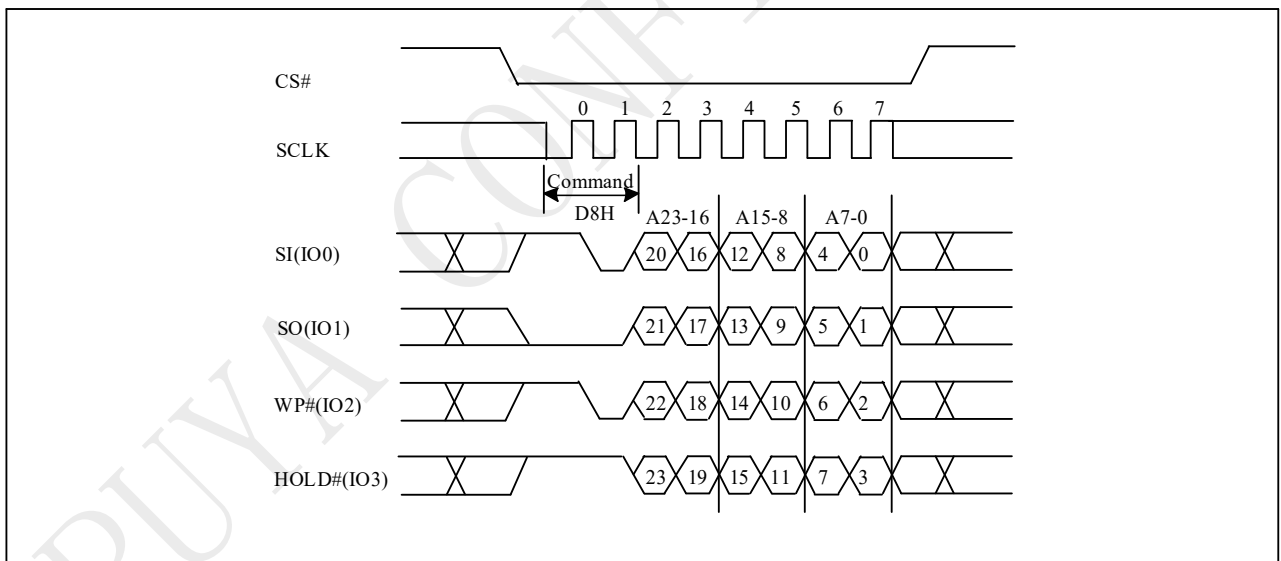 CS#
0 1 2 3 4 5 6 7
SCLK
Command
D8H
A23-16 A15-8 A7-0
SI(IO0) 20 16 12 8 4 0
SO(IO1) 21 17 13 9 5 1
WP#(IO2) 22 18 14 10 6 2
HOLD#(IO3) 23 19 15 11 7 3
PUYA CONF